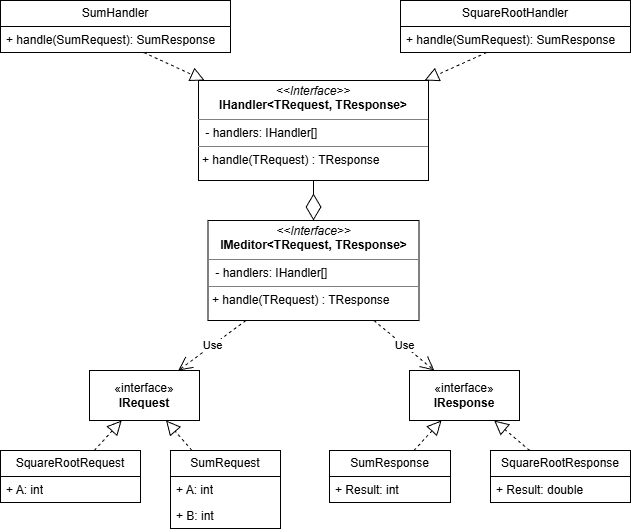 SumHandler
+ handle(SumRequest): SumResponse
SquareRootHandler
+ handle(SumRequest): SumResponse
<<Interface>>
IHandler<TRequest, TResponse>
- handlers: IHandler[]
+ handle(TRequest) : TResponse
<<Interface>>
IMeditor<TRequest, TResponse>
- handlers: IHandler[]
+ handle(TRequest) : TResponse
Use
Use
«interface»
IRequest
«interface»
IResponse
SquareRootRequest
+ A: int
SumRequest
+ A: int
+ B: int
SumResponse
+ Result: int
SquareRootResponse
+ Result: double